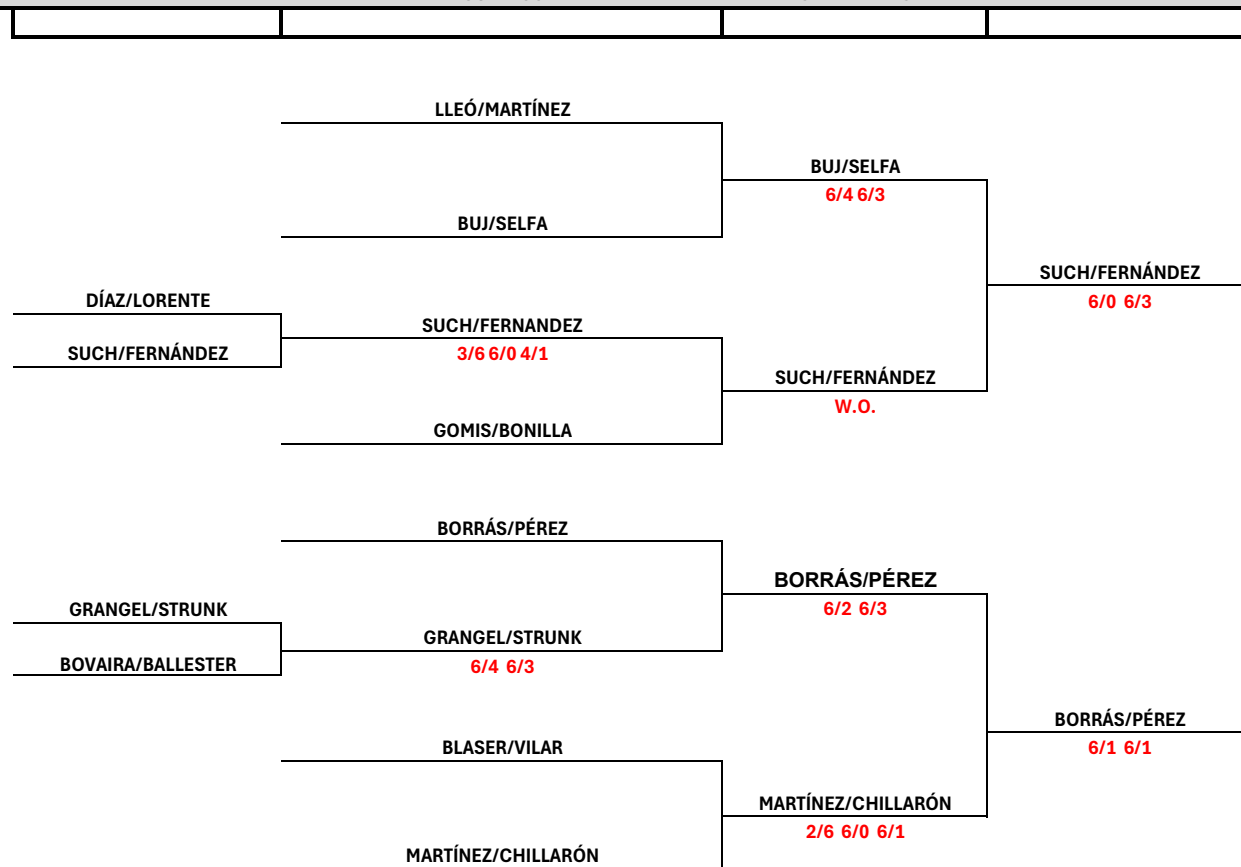 LLEÓ/MARTÍNEZ
BUJ/SELFA
6/4 6/3
BUJ/SELFA
SUCH/FERNÁNDEZ
6/0 6/3
DÍAZ/LORENTE
SUCH/FERNANDEZ
3/6 6/0 4/1
SUCH/FERNÁNDEZ
SUCH/FERNÁNDEZ
W.O.
GOMIS/BONILLA
BORRÁS/PÉREZ
BORRÁS/PÉREZ
6/2 6/3
GRANGEL/STRUNK
GRANGEL/STRUNK
6/4 6/3
BOVAIRA/BALLESTER
BORRÁS/PÉREZ
6/1 6/1
BLASER/VILAR
MARTÍNEZ/CHILLARÓN
2/6 6/0 6/1
MARTÍNEZ/CHILLARÓN